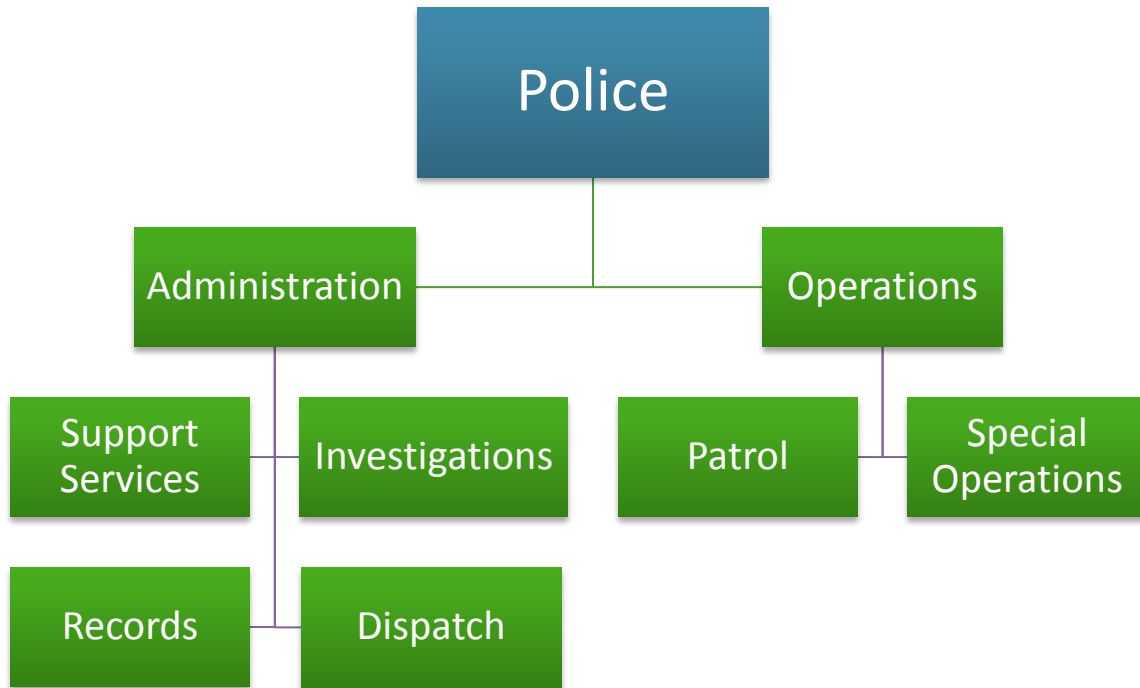 Police
Administration
Operations
Support
Services
Investigations
Patrol
Special
Operations
Records
Dispatch